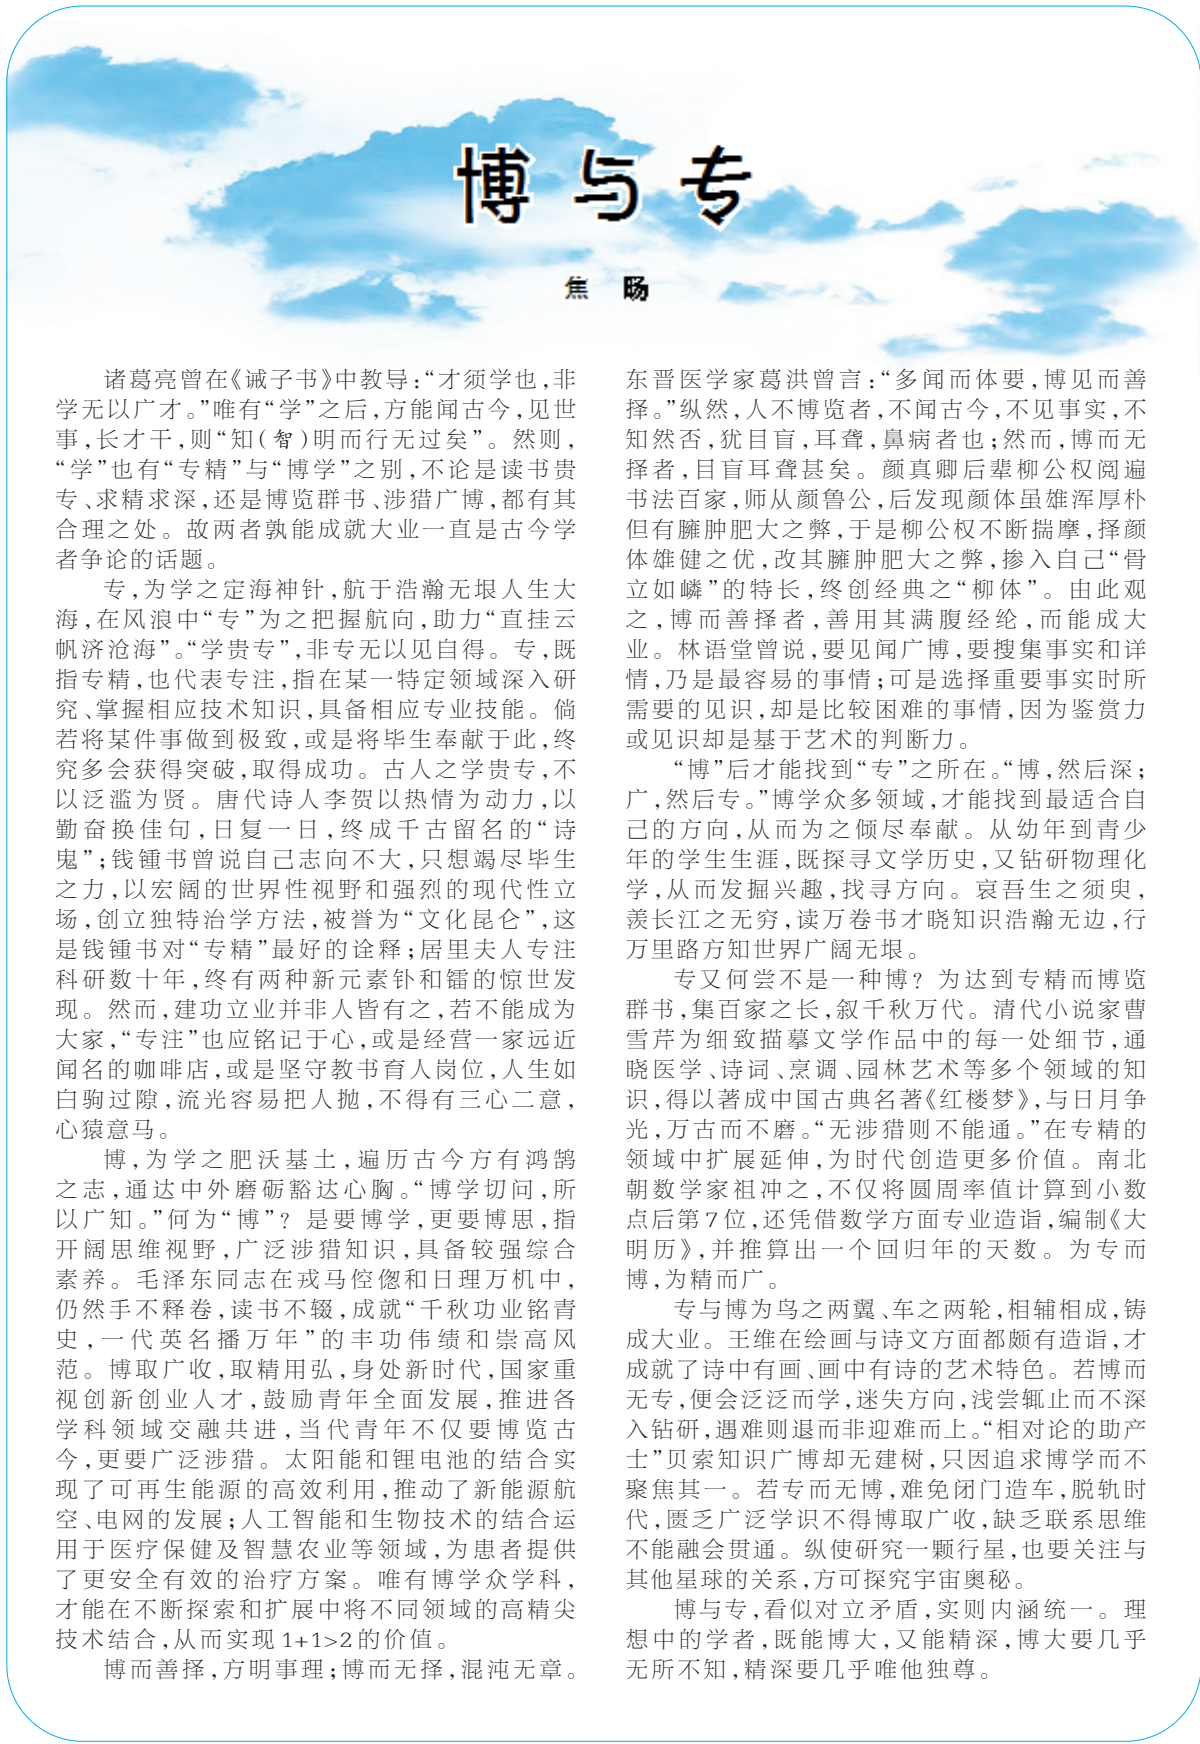 博与专
焦 旸
诸葛亮曾在《诫子书》中教导：“才须学也，非
学无以广才。”唯有“学”之后，方能闻古今，见世
事，长才干，则“知（智）明而行无过矣”。然则，
“学”也有“专精”与“博学”之别，不论是读书贵
专、求精求深，还是博览群书、涉猎广博，都有其
合理之处。故两者孰能成就大业一直是古今学
者争论的话题。
专，为学之定海神针，航于浩瀚无垠人生大
海，在风浪中“专”为之把握航向，助力“直挂云
帆济沧海”。“学贵专”，非专无以见自得。专，既
指专精，也代表专注，指在某一特定领域深入研
究、掌握相应技术知识，具备相应专业技能。倘
若将某件事做到极致，或是将毕生奉献于此，终
究多会获得突破，取得成功。古人之学贵专，不
以泛滥为贤。唐代诗人李贺以热情为动力，以
勤奋换佳句，日复一日，终成千古留名的“诗
鬼”；钱锺书曾说自己志向不大，只想竭尽毕生
之力，以宏阔的世界性视野和强烈的现代性立
场，创立独特治学方法，被誉为“文化昆仑”，这
是钱锺书对“专精”最好的诠释；居里夫人专注
科研数十年，终有两种新元素钋和镭的惊世发
现。然而，建功立业并非人皆有之，若不能成为
大家，“专注”也应铭记于心，或是经营一家远近
闻名的咖啡店，或是坚守教书育人岗位，人生如
白驹过隙，流光容易把人抛，不得有三心二意，
心猿意马。
博，为学之肥沃基土，遍历古今方有鸿鹄
之志，通达中外磨砺豁达心胸。“博学切问，所
以广知。”何为“博”？是要博学，更要博思，指
开阔思维视野，广泛涉猎知识，具备较强综合
素养。毛泽东同志在戎马倥偬和日理万机中，
仍然手不释卷，读书不辍，成就“千秋功业铭青
史，一代英名播万年”的丰功伟绩和崇高风
范。博取广收，取精用弘，身处新时代，国家重
视创新创业人才，鼓励青年全面发展，推进各
学科领域交融共进，当代青年不仅要博览古
今，更要广泛涉猎。太阳能和锂电池的结合实
现了可再生能源的高效利用，推动了新能源航
空、电网的发展；人工智能和生物技术的结合运
用于医疗保健及智慧农业等领域，为患者提供
了更安全有效的治疗方案。唯有博学众学科，
才能在不断探索和扩展中将不同领域的高精尖
技术结合，从而实现1+1>2的价值。
博而善择，方明事理；博而无择，混沌无章。
东晋医学家葛洪曾言：“多闻而体要，博见而善
择。”纵然，人不博览者，不闻古今，不见事实，不
知然否，犹目盲，耳聋，鼻病者也；然而，博而无
择者，目盲耳聋甚矣。颜真卿后辈柳公权阅遍
书法百家，师从颜鲁公，后发现颜体虽雄浑厚朴
但有臃肿肥大之弊，于是柳公权不断揣摩，择颜
体雄健之优，改其臃肿肥大之弊，掺入自己“骨
立如嶙”的特长，终创经典之“柳体”。由此观
之，博而善择者，善用其满腹经纶，而能成大
业。林语堂曾说，要见闻广博，要搜集事实和详
情，乃是最容易的事情；可是选择重要事实时所
需要的见识，却是比较困难的事情，因为鉴赏力
或见识却是基于艺术的判断力。
“博”后才能找到“专”之所在。“博，然后深；
广，然后专。”博学众多领域，才能找到最适合自
己的方向，从而为之倾尽奉献。从幼年到青少
年的学生生涯，既探寻文学历史，又钻研物理化
学，从而发掘兴趣，找寻方向。哀吾生之须臾，
羡长江之无穷，读万卷书才晓知识浩瀚无边，行
万里路方知世界广阔无垠。
专又何尝不是一种博？为达到专精而博览
群书，集百家之长，叙千秋万代。清代小说家曹
雪芹为细致描摹文学作品中的每一处细节，通
晓医学、诗词、烹调、园林艺术等多个领域的知
识，得以著成中国古典名著《红楼梦》，与日月争
光，万古而不磨。“无涉猎则不能通。”在专精的
领域中扩展延伸，为时代创造更多价值。南北
朝数学家祖冲之，不仅将圆周率值计算到小数
点后第7位，还凭借数学方面专业造诣，编制《大
明历》，并推算出一个回归年的天数。为专而
博，为精而广。
专与博为鸟之两翼、车之两轮，相辅相成，铸
成大业。王维在绘画与诗文方面都颇有造诣，才
成就了诗中有画、画中有诗的艺术特色。若博而
无专，便会泛泛而学，迷失方向，浅尝辄止而不深
入钻研，遇难则退而非迎难而上。“相对论的助产
士”贝索知识广博却无建树，只因追求博学而不
聚焦其一。若专而无博，难免闭门造车，脱轨时
代，匮乏广泛学识不得博取广收，缺乏联系思维
不能融会贯通。纵使研究一颗行星，也要关注与
其他星球的关系，方可探究宇宙奥秘。
博与专，看似对立矛盾，实则内涵统一。理
想中的学者，既能博大，又能精深，博大要几乎
无所不知，精深要几乎唯他独尊。